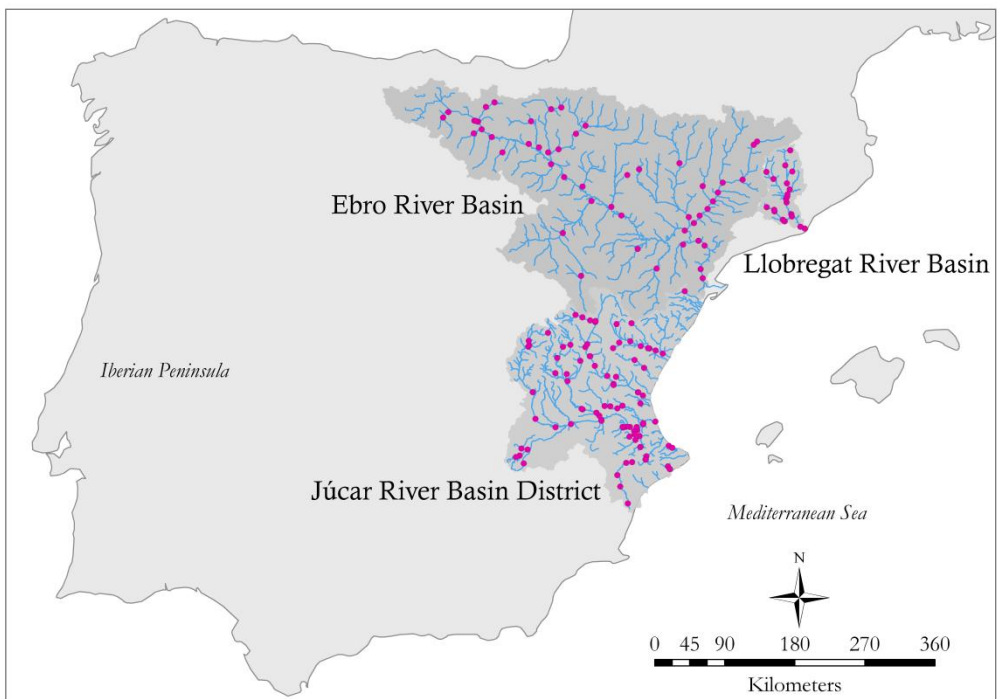 Ebro River Basin
Llobregat River Basin
Iberian Peninsula
Júcar River Basin District
Mediterranean Sea
N
0 45 90 180 270 360
Kilometers